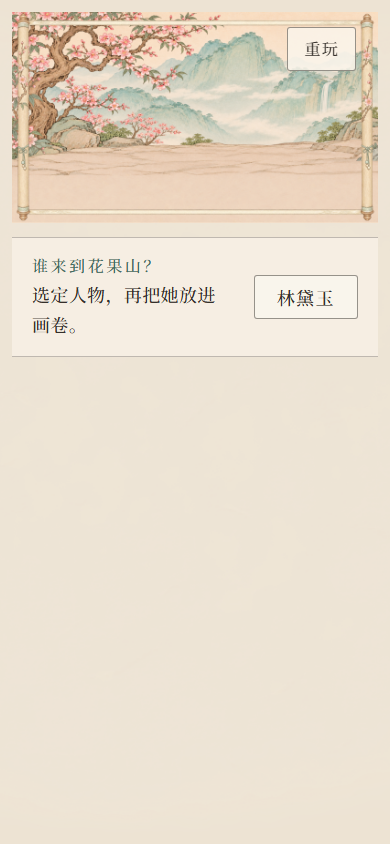 重玩
谁来到花果山？
选定人物，再把她放进
画卷。
林黛玉